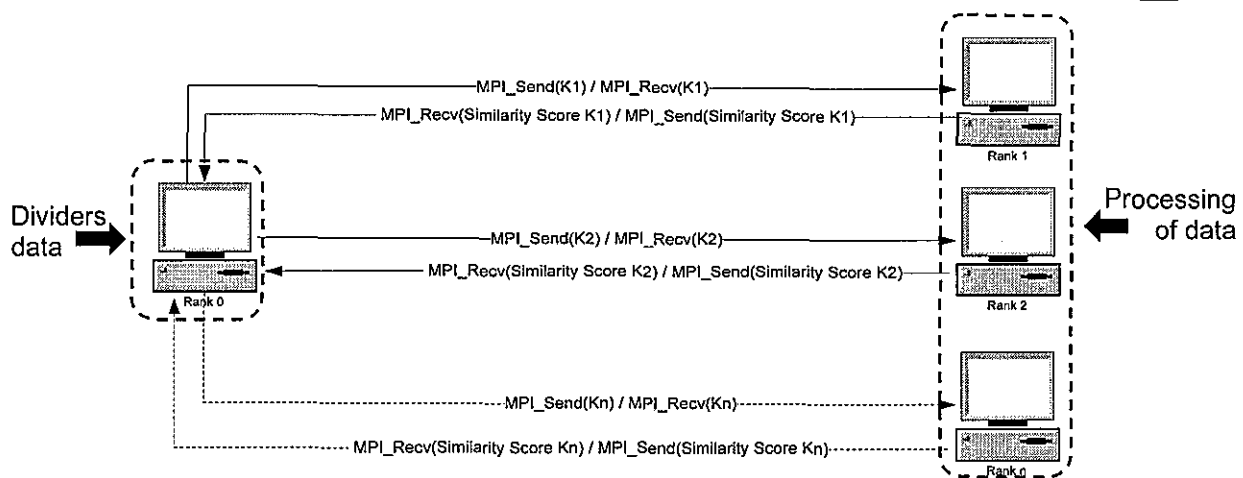 MPI_Send(K1) / MPI_Recv(K1)
MPI_Recv(Similarity Score K1) / MPI_Send(Similarity Score K1)
Rank 1
Dividers
data
Rank 0
MPI_Send(K2) / MPI_Recv(K2)
MPI_Recv(Similarity Score K2) / MPI_Send(Similarity Score K2)
Rank 2
Processing
of data
MPI_Send(Kn) / MPI_Recv(Kn)
MPI_Recv(Similarity Score Kn) / MPI_Send(Similarity Score Kn)
Rank n